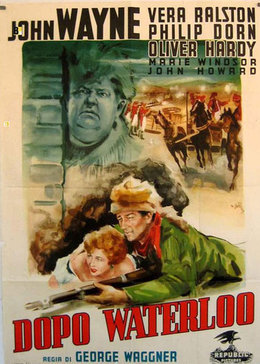 JOHN WAYNE
VERA RALSTON
PHILIP DORN
OLIVER HARDY
MARIE WINDSOR
JOHN HOWARD
DOPO WATERLOO
REGIA DI GEORGE WAGGNER
REPUBLIC
PICTURES